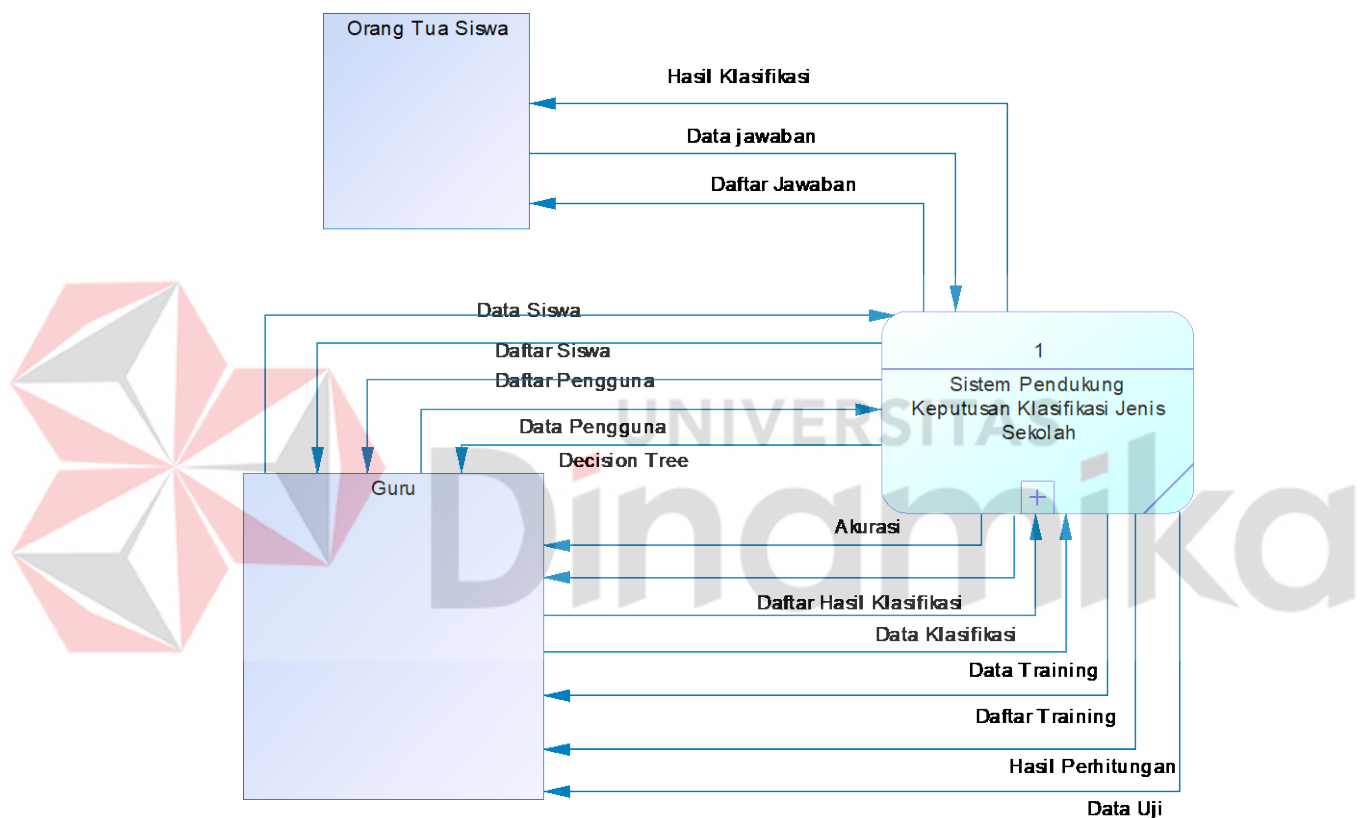 Orang Tua Siswa
Hasil Klasifikasi
Data jawaban
Daftar Jawaban
Data Siswa
Daftar Siswa
Daftar Pengguna
Data Pengguna
Decision Tree
1
Sistem Pendukung
Keputusan Klasifikasi Jenis
Sekolah
UNIVERSITAS
Dinamika
Guru
Akurasi
Daftar Hasil Klasifikasi
Data Klasifikasi
Data Training
Daftar Training
Hasil Perhitungan
Data Uji